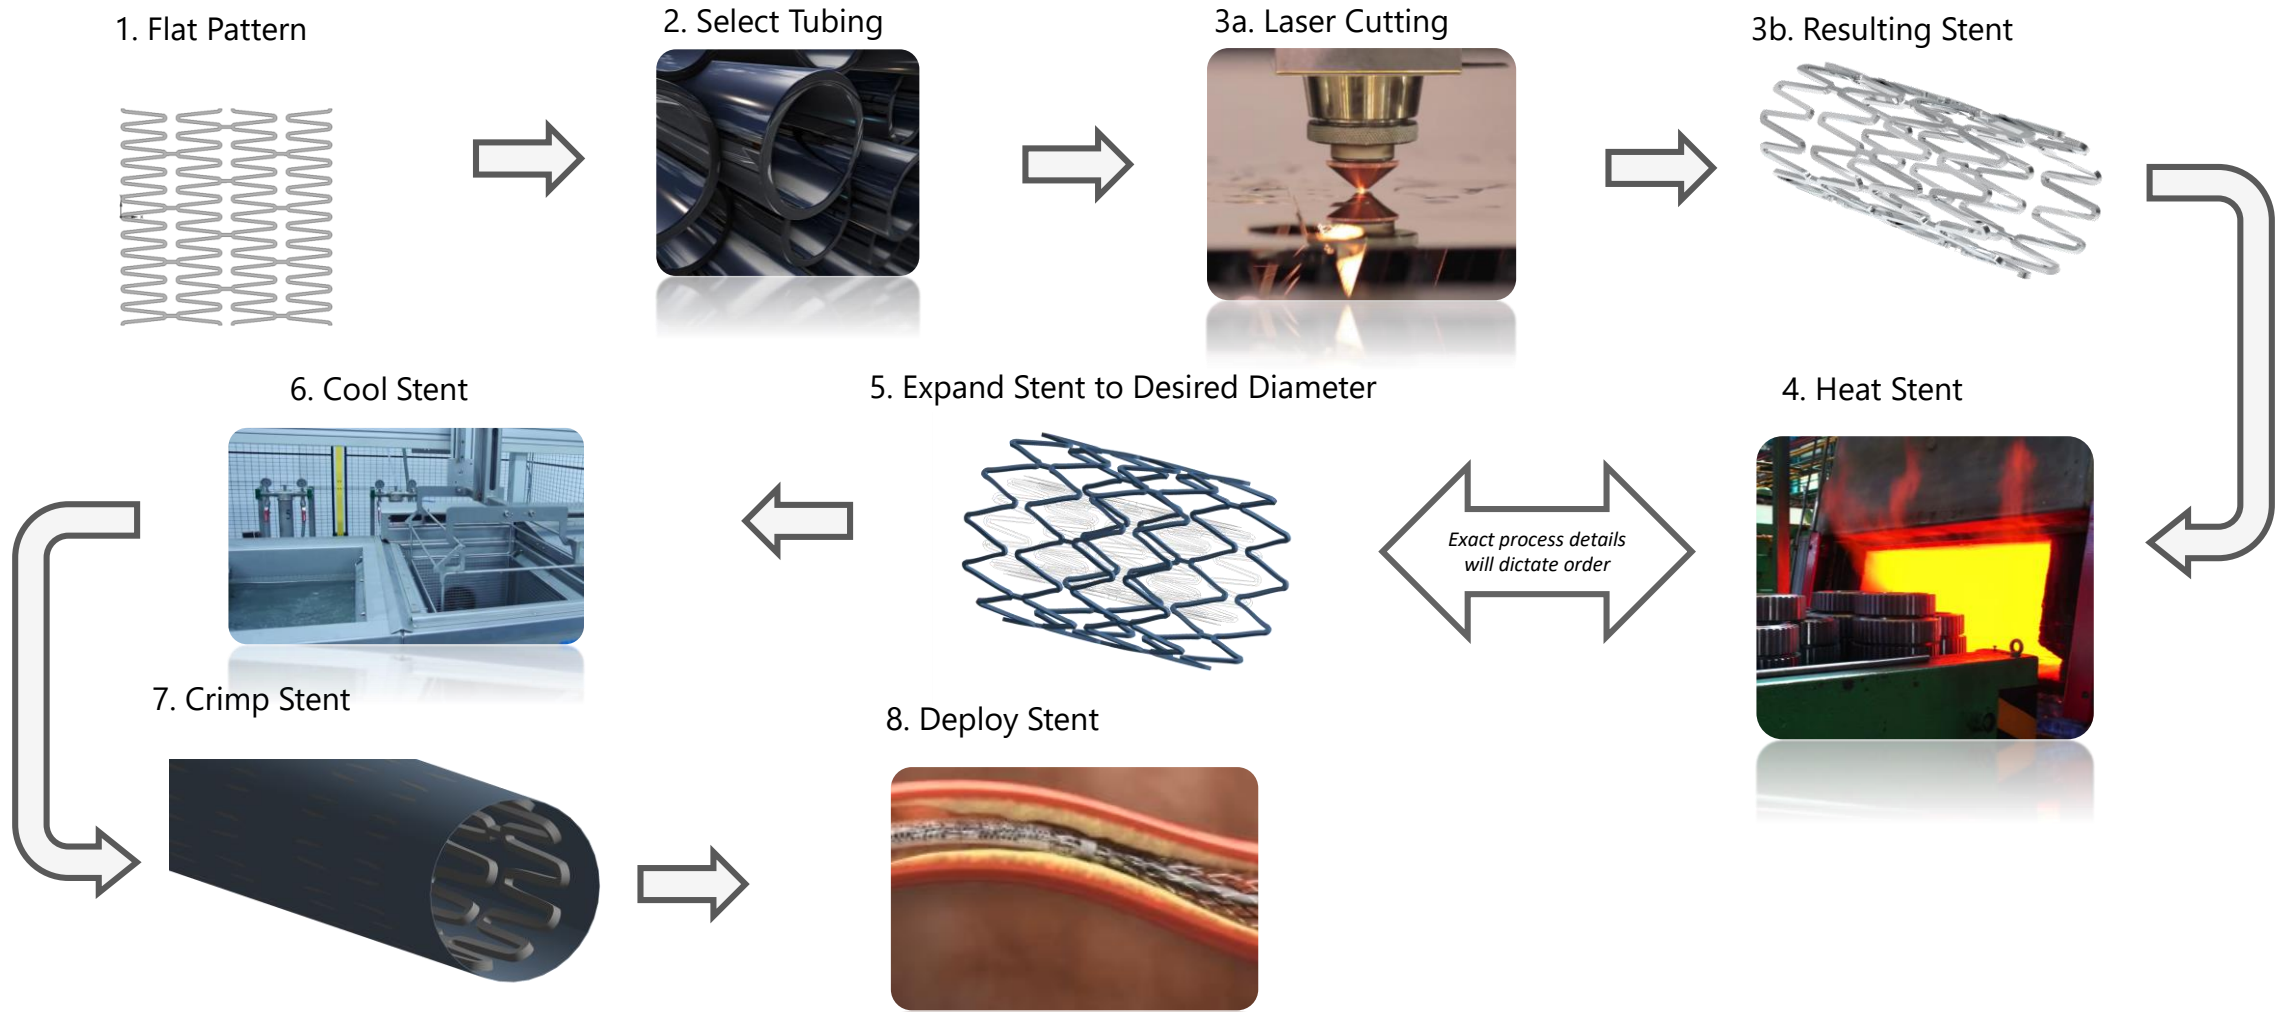 1. Flat Pattern
2. Select Tubing
3a. Laser Cutting
3b. Resulting Stent
4. Heat Stent
Exact process details
will dictate order
5. Expand Stent to Desired Diameter
6. Cool Stent
7. Crimp Stent
8. Deploy Stent